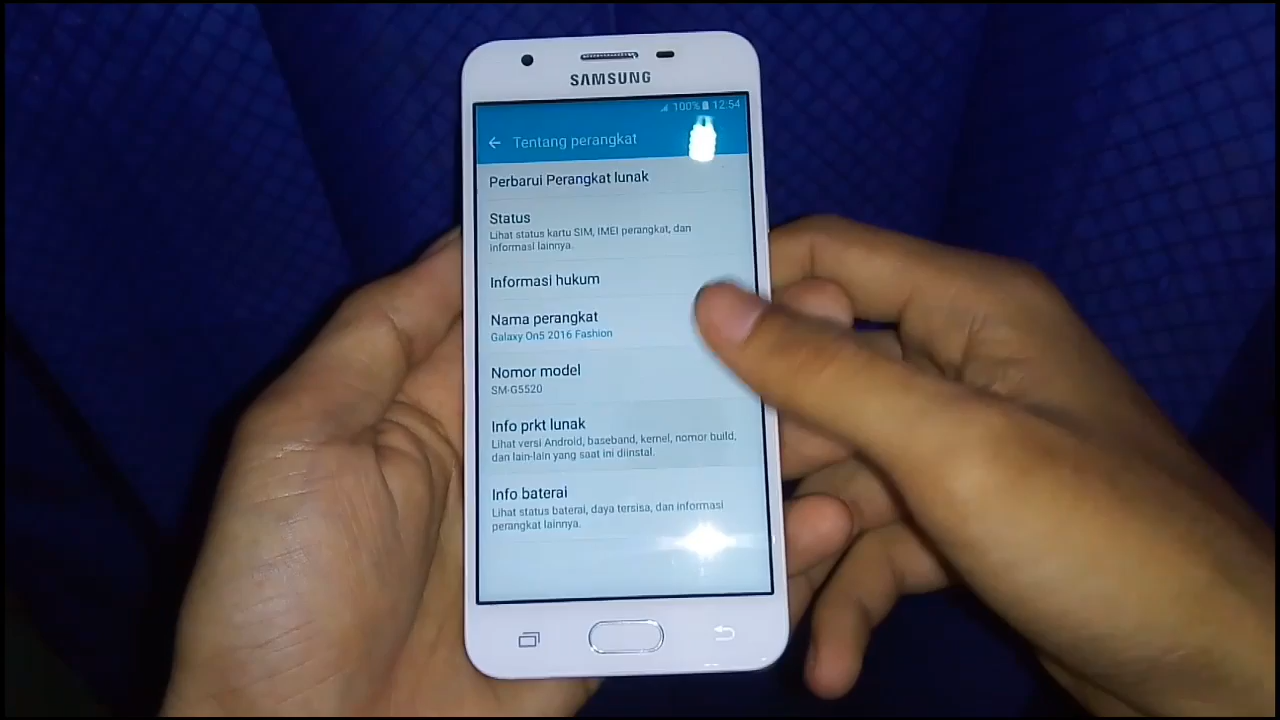 SAMSUNG
100% 12:54
Tentang perangkat
Perbarui Perangkat lunak
Status
Lihat status kartu SIM, IMEI perangkat, dan
informasi lainnya.
Informasi hukum
Nama perangkat
Galaxy On5 2016 Fashion
Nomor model
SM-G5520
Info prkt lunak
Lihat versi Android, baseband, kernel, nomor build,
dan lain-lain yang saat ini diinstal.
Info baterai
Lihat status baterai, daya tersisa, dan informasi
perangkat lainnya.